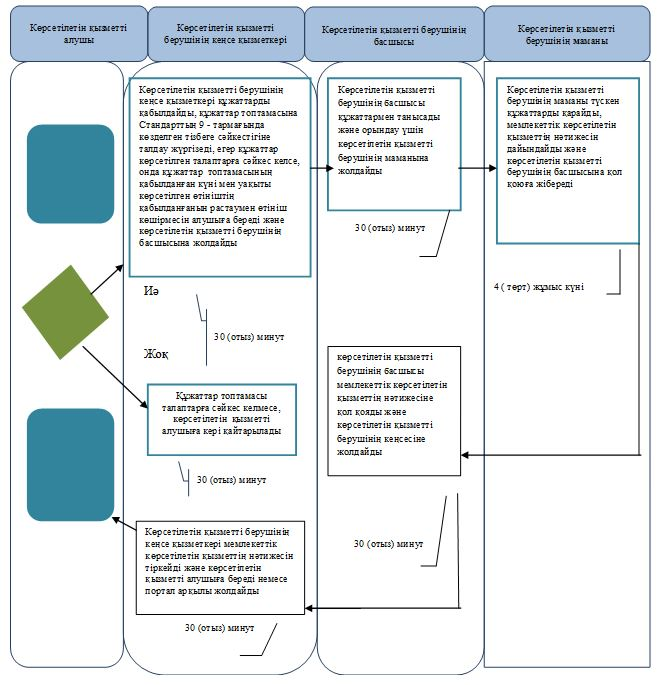 Көрсетілетін қызметті
алушы
Көрсетілетін қызметті
берушінің кеңсе қызметкері
Көрсетілетін қызметті берушінің
басшысы
Көрсетілетін қызметті
берушінің маманы
Көрсетілетін қызметті берушінің
кеңсе қызметкері құжаттарды
қабылдайды, құжаттар топтамасына
Стандарттың 9 - тармағында
көзделген тізбеге сәйкестігіне
талдау жүргізеді, егер құжаттар
көрсетілген талаптарға сәйкес келсе,
онда құжаттар топтамасының
қабылданған күні мен уақыты
көрсетілген өтініштің
қабылданғанын растаумен өтініш
көшірмесін алушыға береді және
көрсетілетін қызметті берушінің
басшысына жолдайды
Көрсетілетін қызметті
берушінің басшысы
құжаттармен танысады
және орындау үшін
көрсетілетін қызметті
берушінің маманына
жолдайды
Көрсетілетін қызметті
берушінің маманы түскен
құжаттарды қарайды,
мемлекеттік көрсетілетін
қызметтің нәтижесін
дайындайды және
көрсетілетін қызметті
берушінің басшысына қол
қоюға жібереді
30 (отыз) минут
4 ( төрт) жұмыс күні
Иә
30 (отыз) минут
Жоқ
Құжаттар топтамасы
талаптарға сәйкес келмесе,
көрсетілетін қызметті
алушыға кері қайтарылады
30 (отыз) минут
көрсетілетін қызметті
берушінің басшысы
мемлекеттік көрсетілетін
қызметтің нәтижесіне
қол қояды және
көрсетілетін қызметті
берушінің кеңсесіне
жолдайды
30 (отыз) минут
Көрсетілетін қызметті берушінің
кеңсе қызметкері мемлекеттік
көрсетілетін қызметтің нәтижесін
тіркейді және көрсетілетін
қызметті алушыға береді немесе
портал арқылы жолдайды
30 (отыз) минут